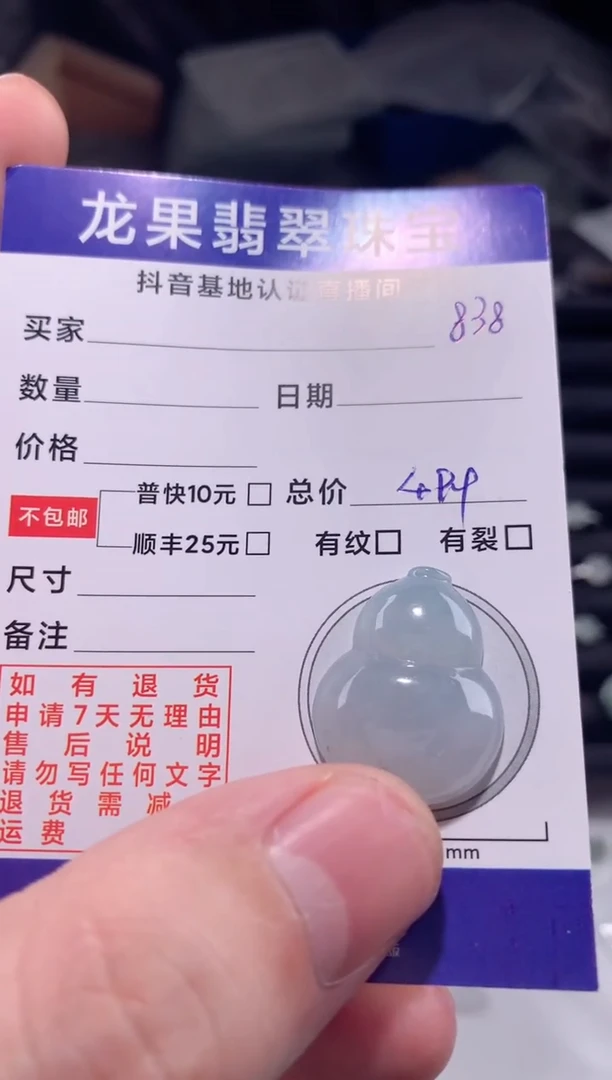 龙果翡翠珠宝
抖音基地认证直播间
买家 838
数量 日期
价格
不包邮 普快10元 总价
顺丰25元 有纹 有裂
尺寸
备注
如有退货
申请7天无理由
售后说明
请勿写任何文字
退货需减
运费
mm